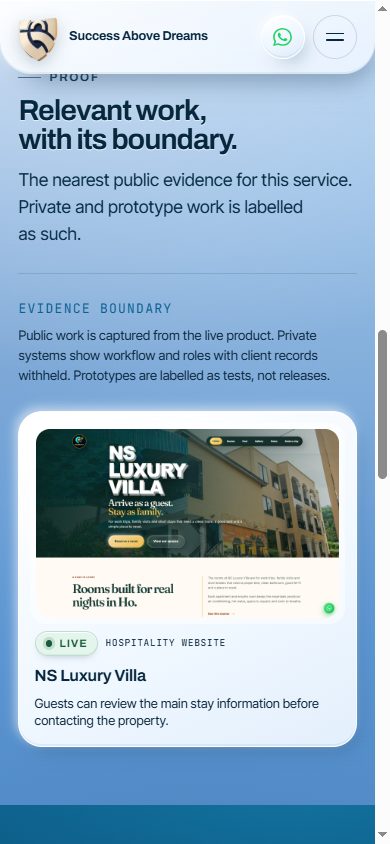 Success Above Dreams
PROOF
Relevant work,
with its boundary.
The nearest public evidence for this service.
Private and prototype work is labelled
as such.
EVIDENCE BOUNDARY
Public work is captured from the live product. Private
systems show workflow and roles with client records
withheld. Prototypes are labelled as tests, not releases.
NS
LUXURY
VILLA
Arrive as a guest.
Stay as family.
Rooms built for real
nights in Ho.
LIVE
HOSPITALITY WEBSITE
NS Luxury Villa
Guests can review the main stay information before
contacting the property.